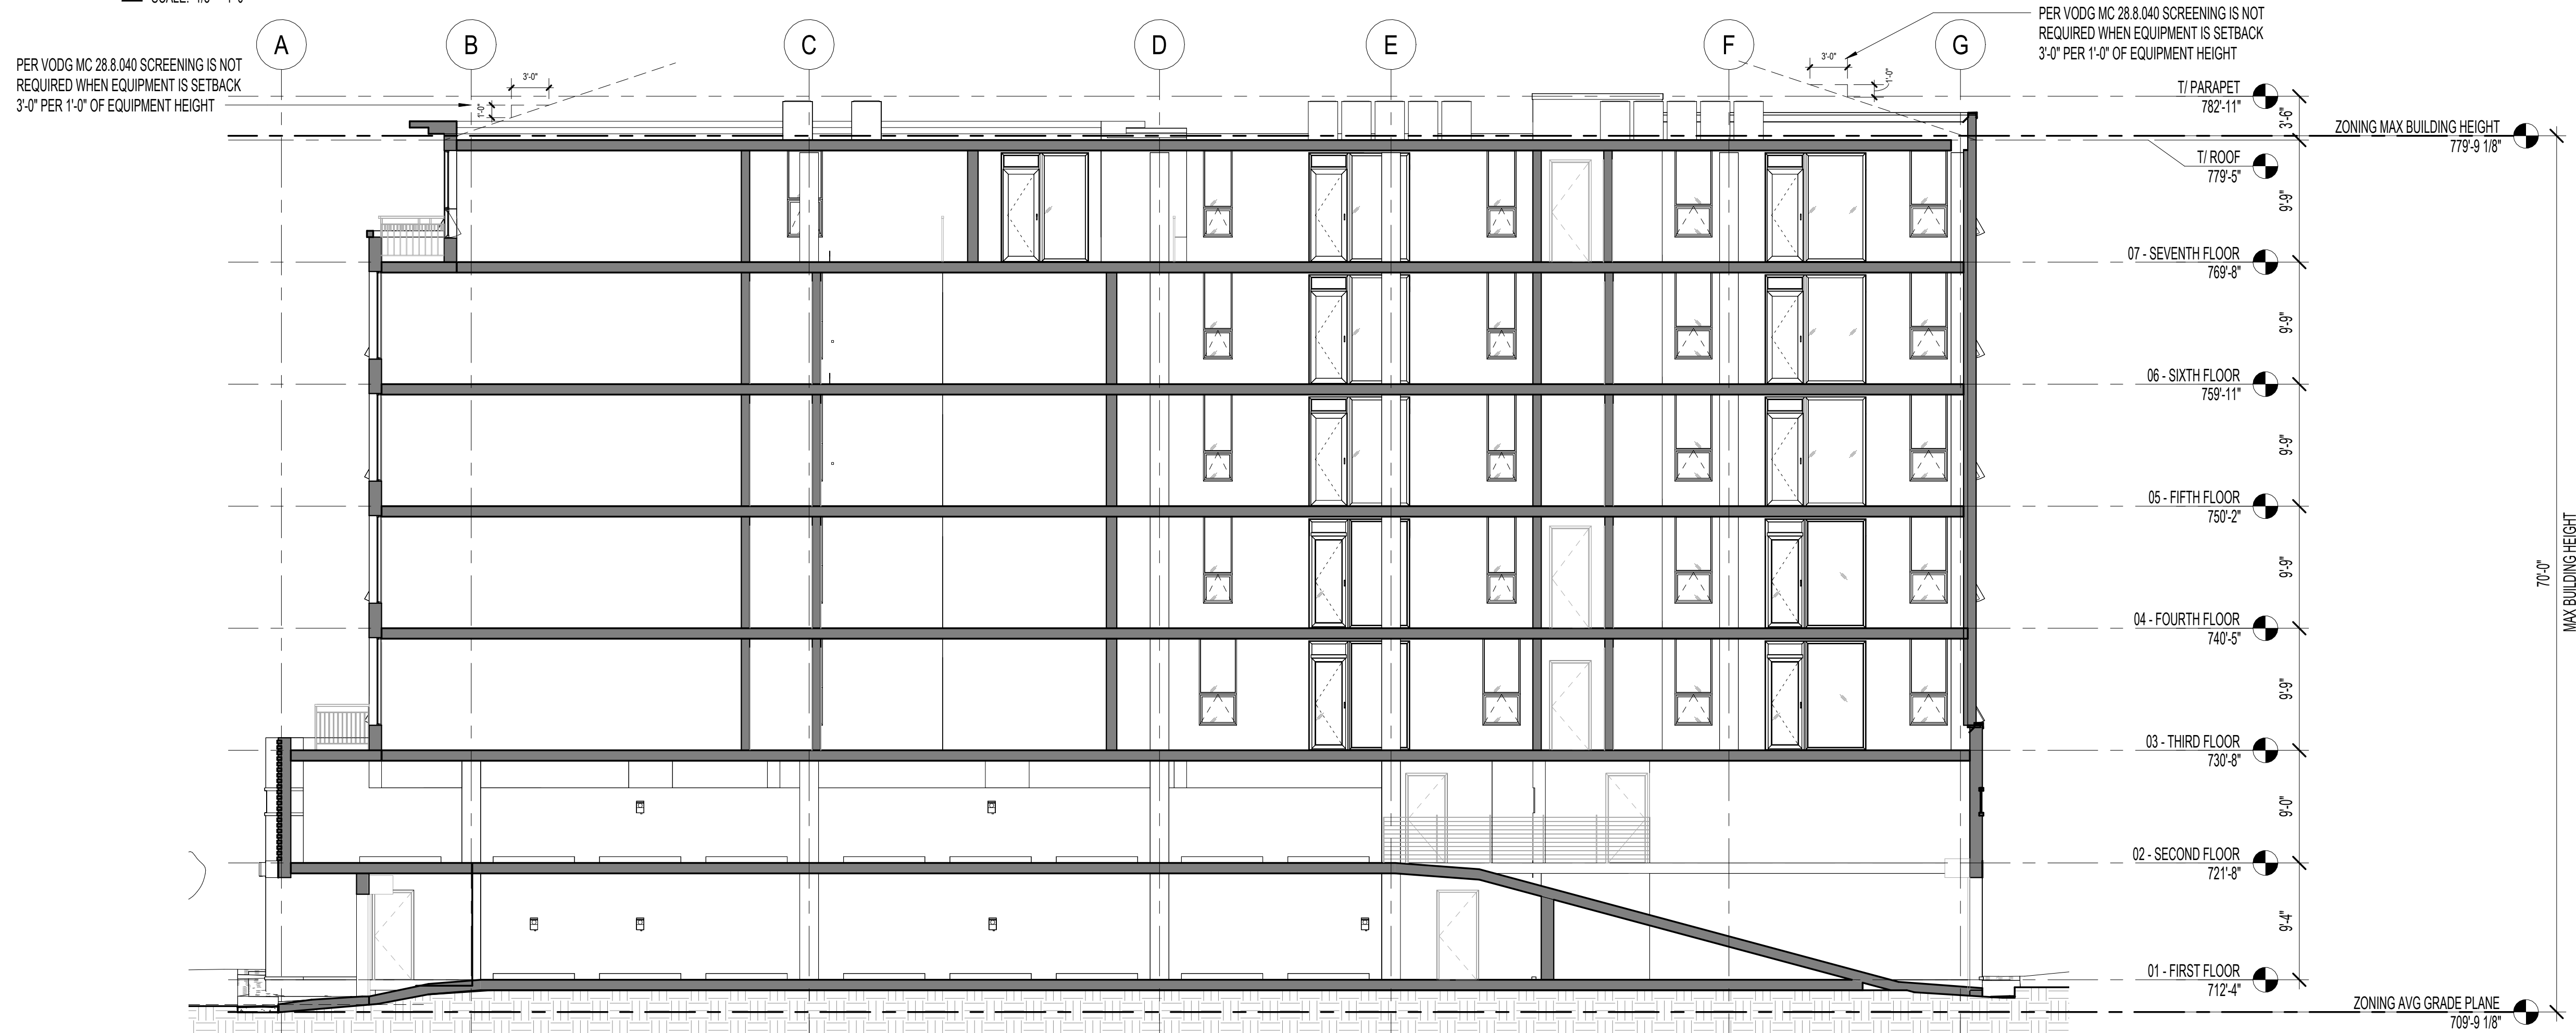 A
B
C
D
E
F
G
PER VODG MC 28.8.040 SCREENING IS NOT
REQUIRED WHEN EQUIPMENT IS SETBACK
3'-0" PER 1'-0" OF EQUIPMENT HEIGHT
3'-0"
1'-0"
PER VODG MC 28.8.040 SCREENING IS NOT
REQUIRED WHEN EQUIPMENT IS SETBACK
3'-0" PER 1'-0" OF EQUIPMENT HEIGHT
3'-0"
1'-0"
T/ PARAPET
782'-11"
3'-6"
ZONING MAX BUILDING HEIGHT
779'-9 1/8"
T/ ROOF
779'-5"
9'-9"
07 - SEVENTH FLOOR
769'-8"
9'-9"
06 - SIXTH FLOOR
759'-11"
9'-9"
05 - FIFTH FLOOR
750'-2"
9'-9"
04 - FOURTH FLOOR
740'-5"
9'-9"
03 - THIRD FLOOR
730'-8"
9'-0"
02 - SECOND FLOOR
721'-8"
9'-4"
01 - FIRST FLOOR
712'-4"
ZONING AVG GRADE PLANE
709'-9 1/8"
70'-0"
MAX BUILDING HEIGHT